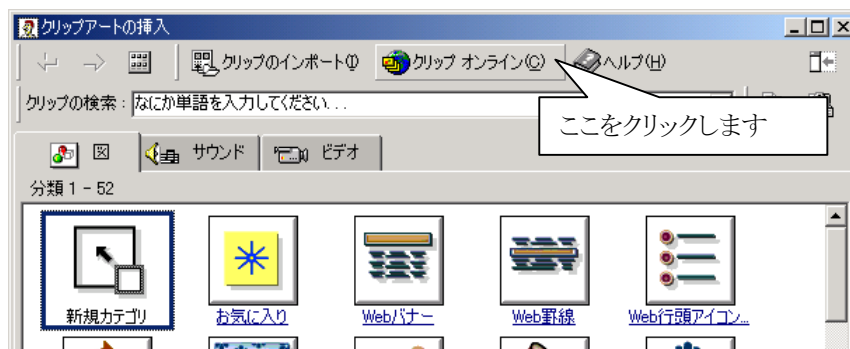 クリップアートの挿入
クリップのインポート(I) クリップ オンライン(C) ヘルプ(H)
クリップの検索: なにか単語を入力してください...
ここをクリックします
図 サウンド ビデオ
分類 1 - 52
新規カテゴリ お気に入り Webバナー Web罫線 Web行頭アイコン...